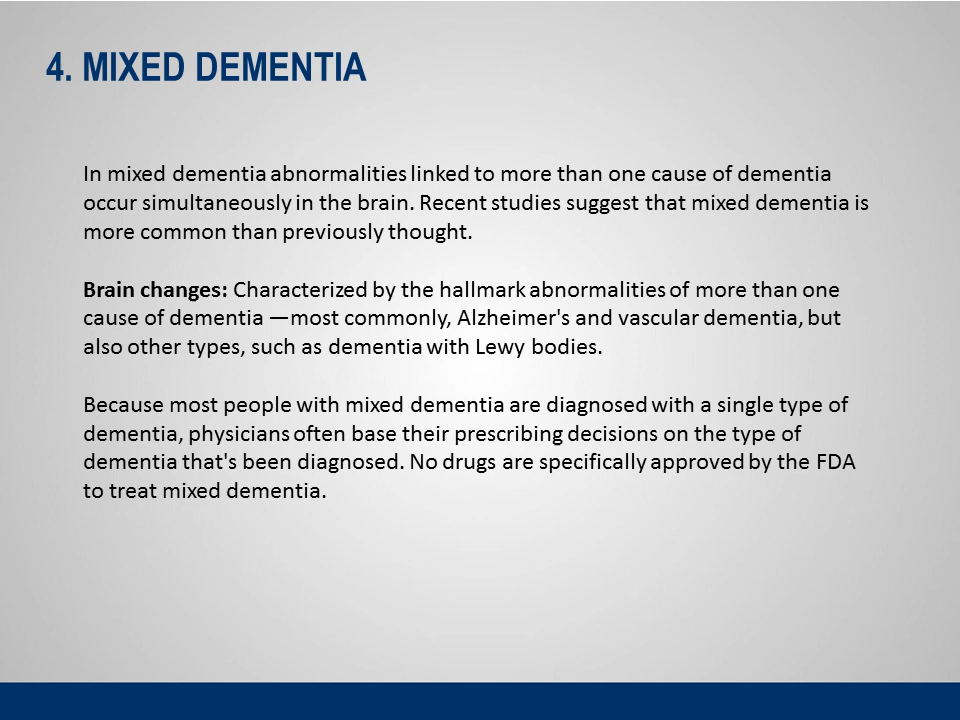 4. MIXED DEMENTIA
In mixed dementia abnormalities linked to more than one cause of dementia
occur simultaneously in the brain. Recent studies suggest that mixed dementia is
more common than previously thought.
Brain changes: Characterized by the hallmark abnormalities of more than one
cause of dementia —most commonly, Alzheimer's and vascular dementia, but
also other types, such as dementia with Lewy bodies.
Because most people with mixed dementia are diagnosed with a single type of
dementia, physicians often base their prescribing decisions on the type of
dementia that's been diagnosed. No drugs are specifically approved by the FDA
to treat mixed dementia.